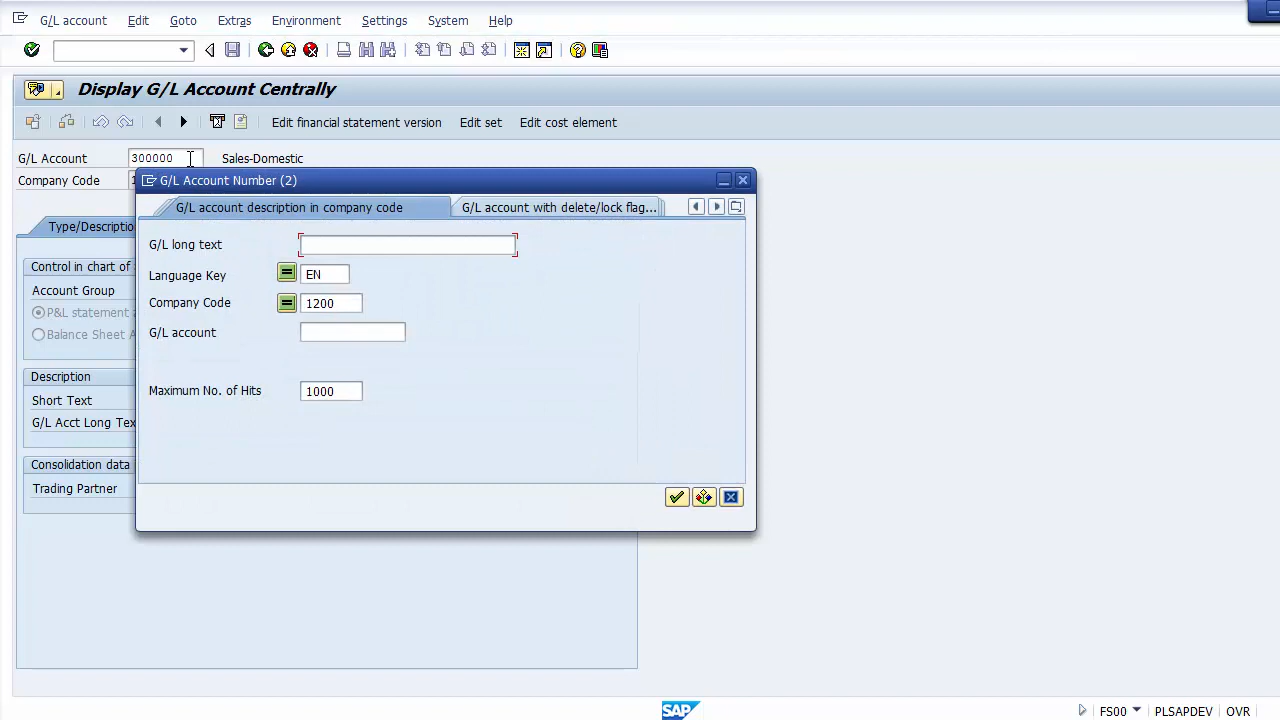 G/L account Edit Goto Extras Environment Settings System Help
Display G/L Account Centrally
Edit financial statement version Edit set Edit cost element
G/L Account 300000 Sales-Domestic
Company Code
G/L Account Number (2)
G/L account description in company code G/L account with delete/lock flag...
Type/Descriptio
G/L long text
Control in chart of
Language Key EN
Account Group
Company Code 1200
P&L statement
G/L account
Balance Sheet A
Description
Maximum No. of Hits 1000
Short Text
G/L Acct Long Tex
Consolidation data
Trading Partner
SAP FS00 PLSAPDEV OVR